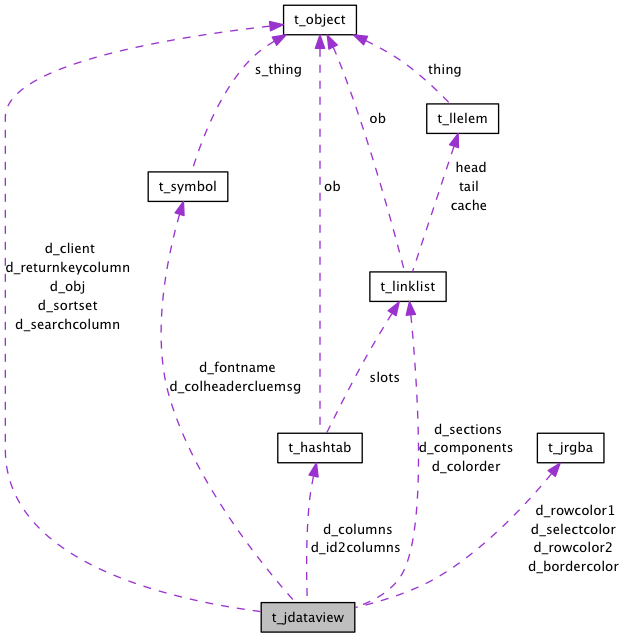 t_object
s_thing
thing
t_llelem
ob
head
tail
cache
t_symbol
ob
d_client
d_returnkeycolumn
d_obj
d_sortset
d_searchcolumn
t_linklist
d_fontname
d_colheadercluemsg
slots
t_hashtab
d_sections
d_components
d_colorder
t_jrgba
d_columns
d_id2columns
d_rowcolor1
d_selectcolor
d_rowcolor2
d_bordercolor
t_jdataview